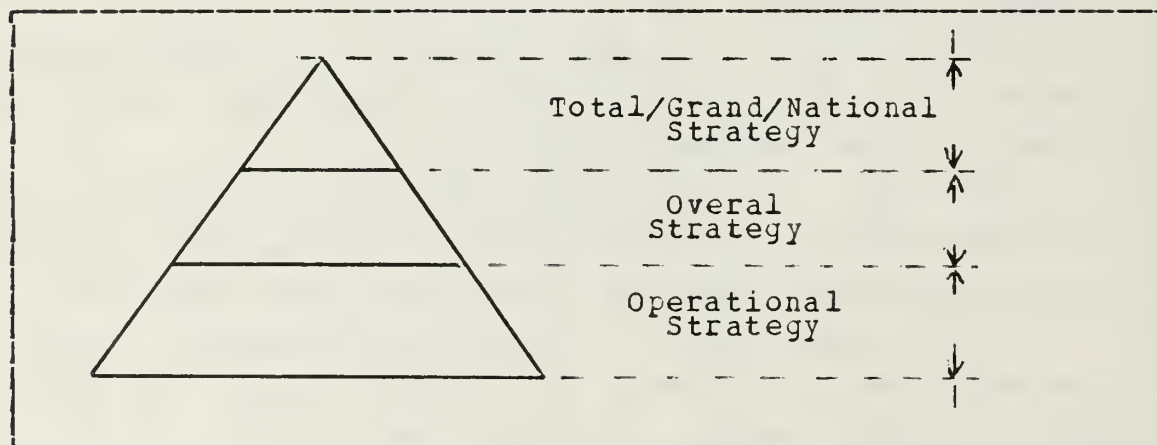 Total/Grand/National
Strategy
Overal
Strategy
Operational
Strategy